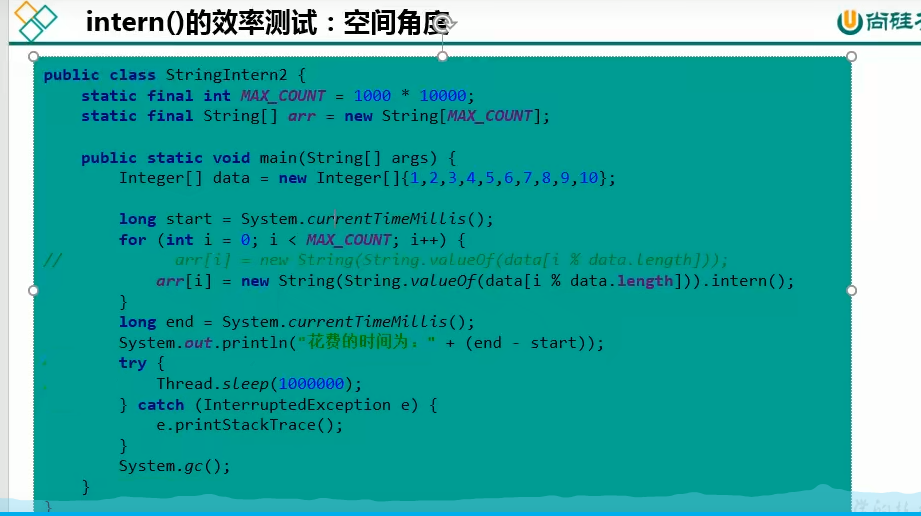 intern()的效率测试：空间角度
尚硅
public class StringIntern2 {
    static final int MAX_COUNT = 1000 * 10000;
    static final String[] arr = new String[MAX_COUNT];
    public static void main(String[] args) {
        Integer[] data = new Integer[]{1,2,3,4,5,6,7,8,9,10};
        long start = System.currentTimeMillis();
        for (int i = 0; i < MAX_COUNT; i++) {
//            arr[i] = new String(String.valueOf(data[i % data.length]));
            arr[i] = new String(String.valueOf(data[i % data.length])).intern();
        }
        long end = System.currentTimeMillis();
        System.out.println("花费的时间为：" + (end - start));
        try {
            Thread.sleep(1000000);
        } catch (InterruptedException e) {
            e.printStackTrace();
        }
        System.gc();
    }
}